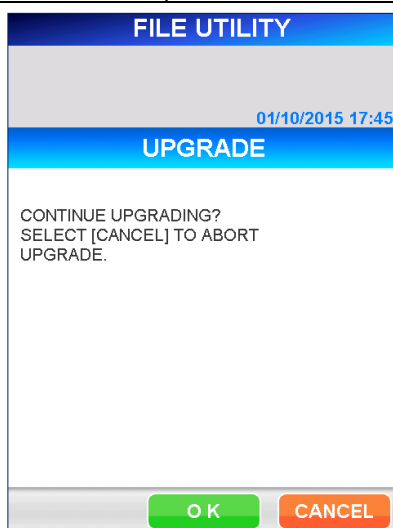 FILE UTILITY
01/10/2015 17:45
UPGRADE
CONTINUE UPGRADING?
SELECT [CANCEL] TO ABORT
UPGRADE.
O K
CANCEL